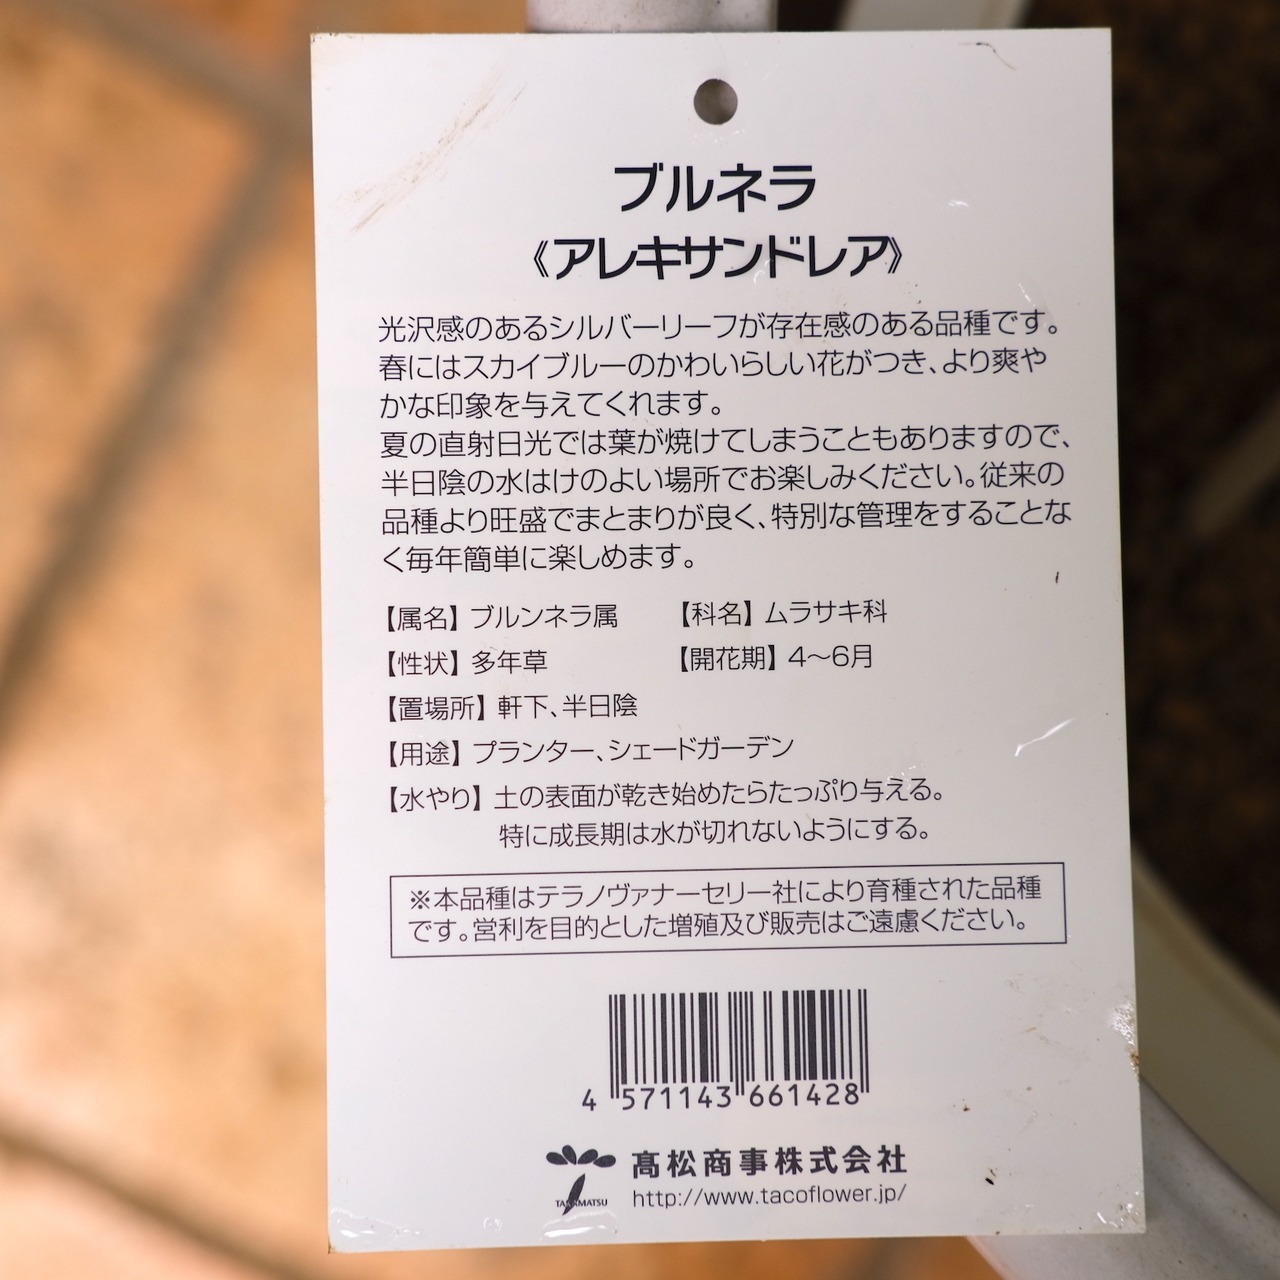 ブルネラ
《アレキサンドレア》
光沢感のあるシルバーリーフが存在感のある品種です。
春にはスカイブルーのかわいらしい花がつき、より爽や
かな印象を与えてくれます。
夏の直射日光では葉が焼けてしまうこともありますので、
半日陰の水はけのよい場所でお楽しみください。従来の
品種より旺盛でまとまりが良く、特別な管理をすることな
く毎年簡単に楽しめます。
【属名】ブルンネラ属 【科名】ムラサキ科
【性状】多年草 【開花期】4〜6月
【置場所】軒下、半日陰
【用途】プランター、シェードガーデン
【水やり】土の表面が乾き始めたらたっぷり与える。
特に成長期は水が切れないようにする。
※本品種はテラノヴァナーセリー社により育種された品種
です。営利を目的とした増殖及び販売はご遠慮ください。
4 571143 661428
髙松商事株式会社
TAKAMATSU http://www.tacoflower.jp/